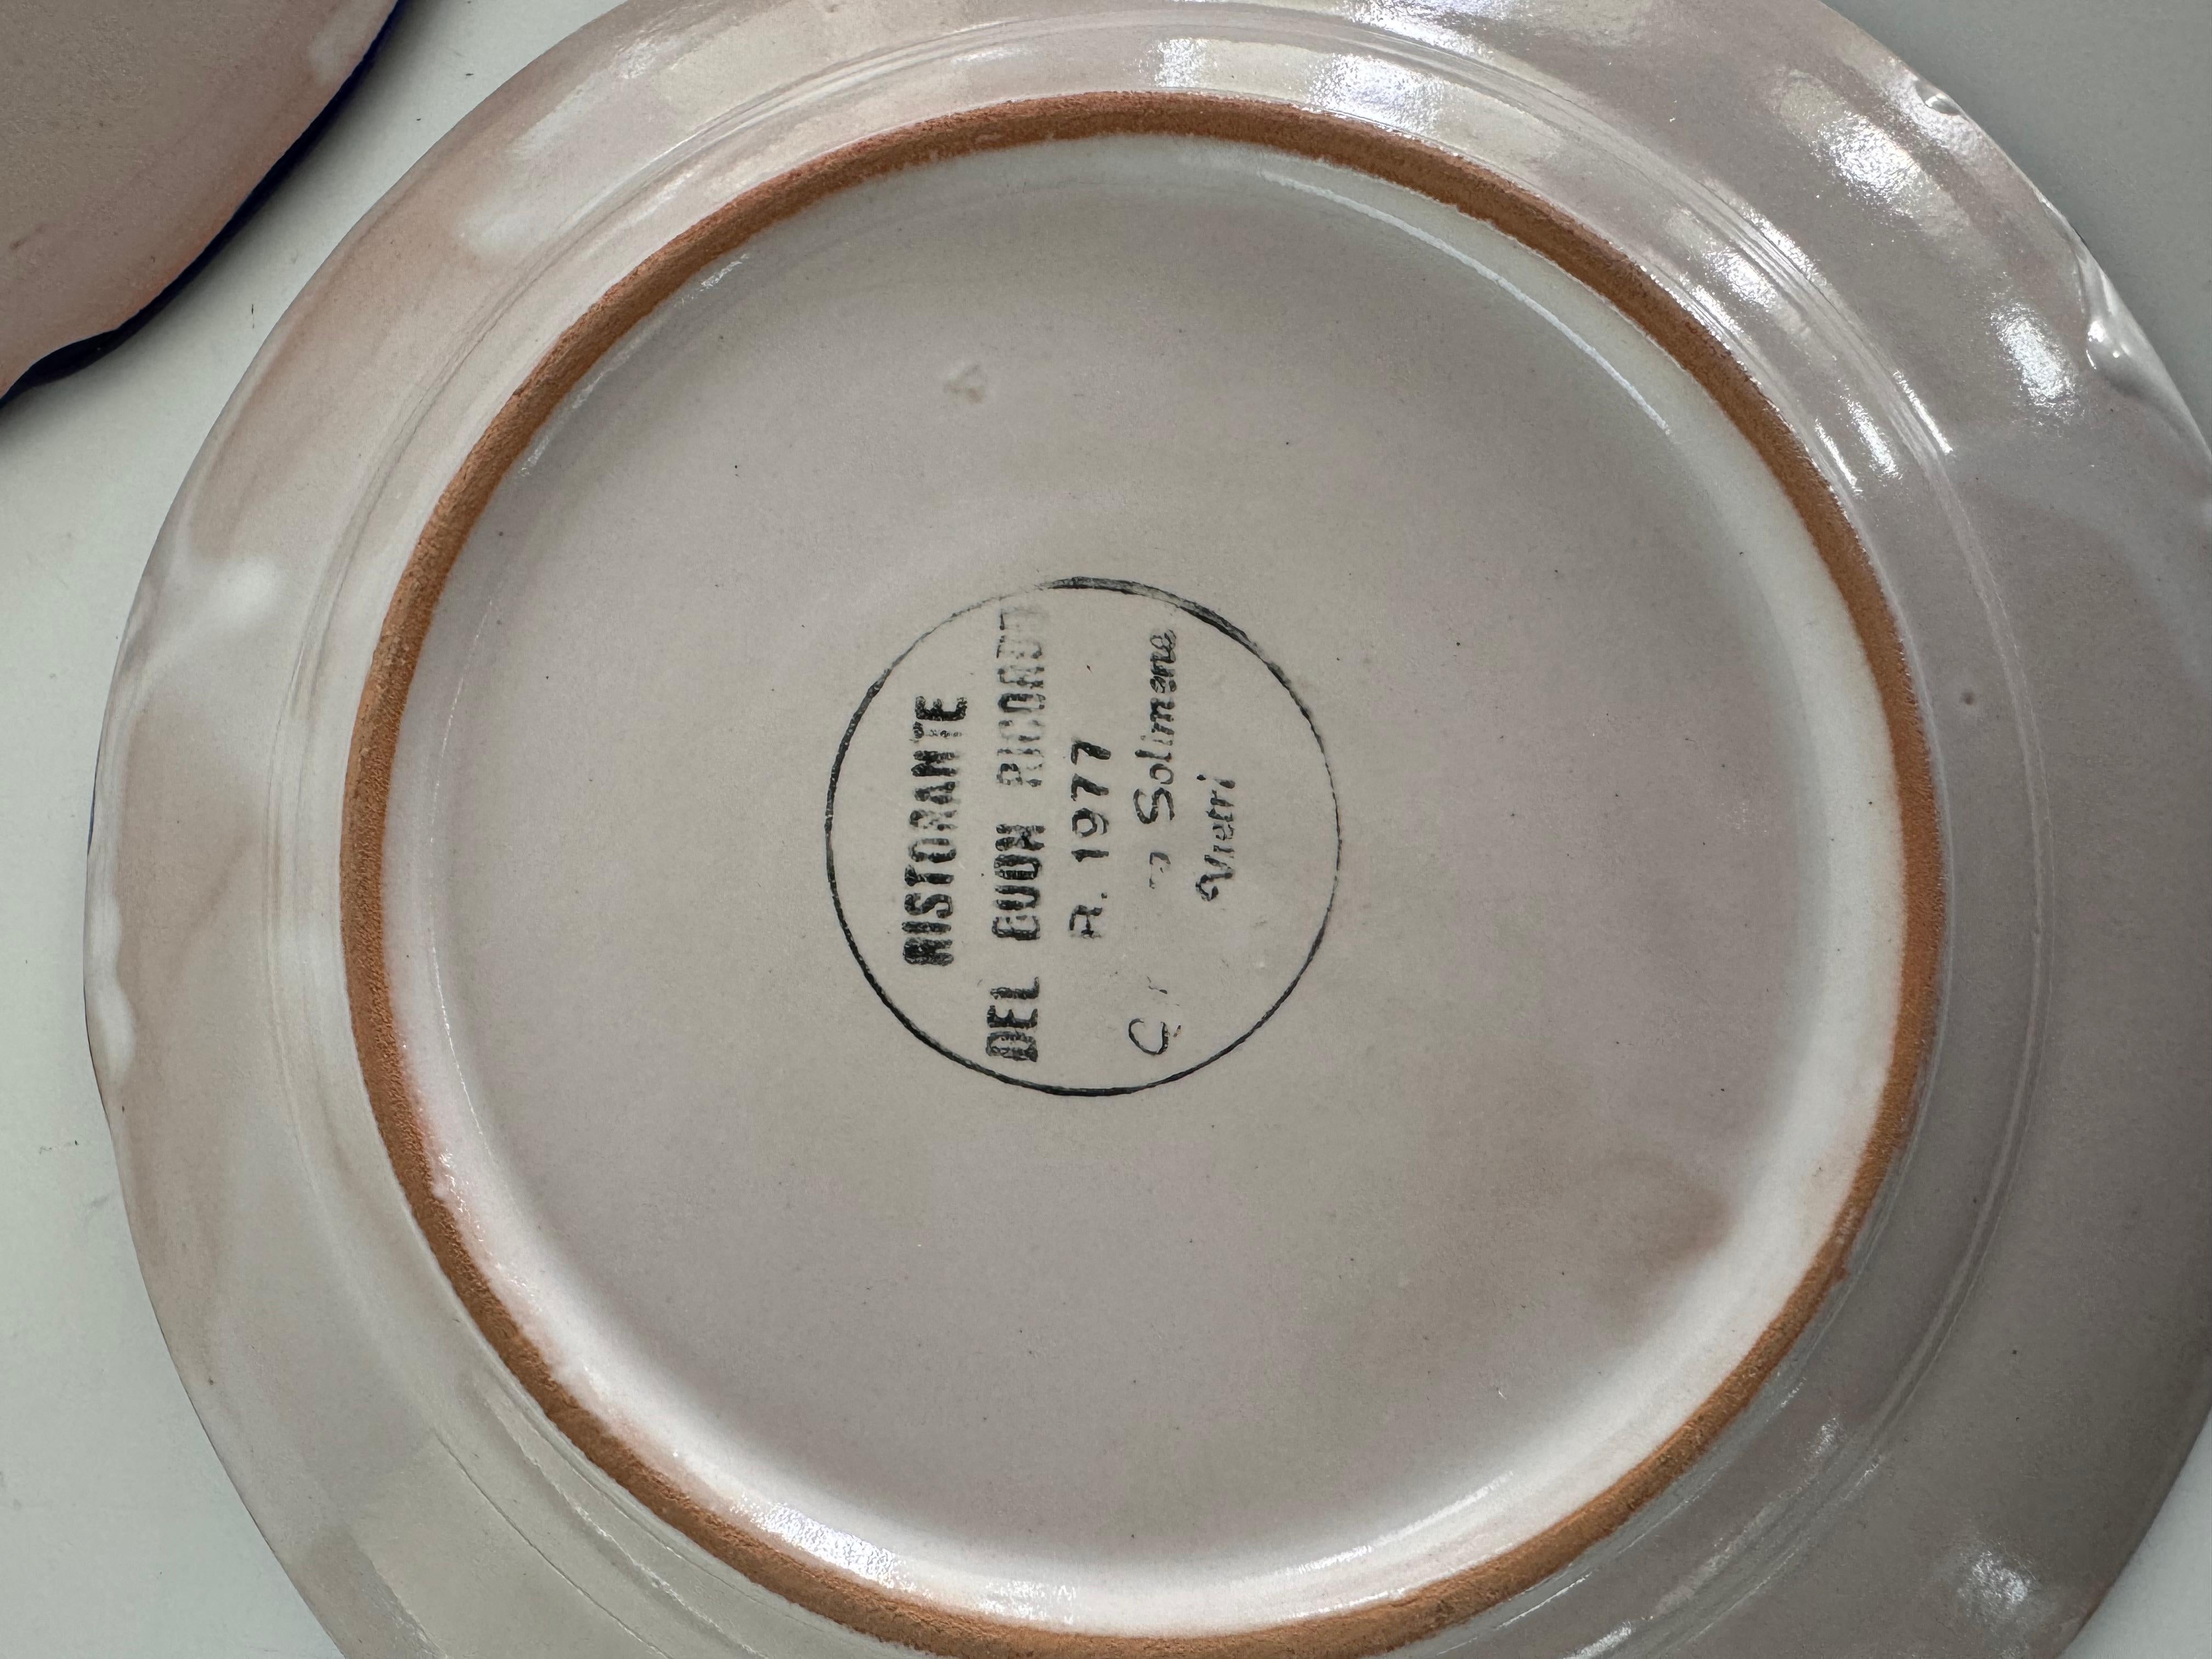 RISTORANTE
DEL BUON RICORDO
R. 1977
Solimene
Vietri